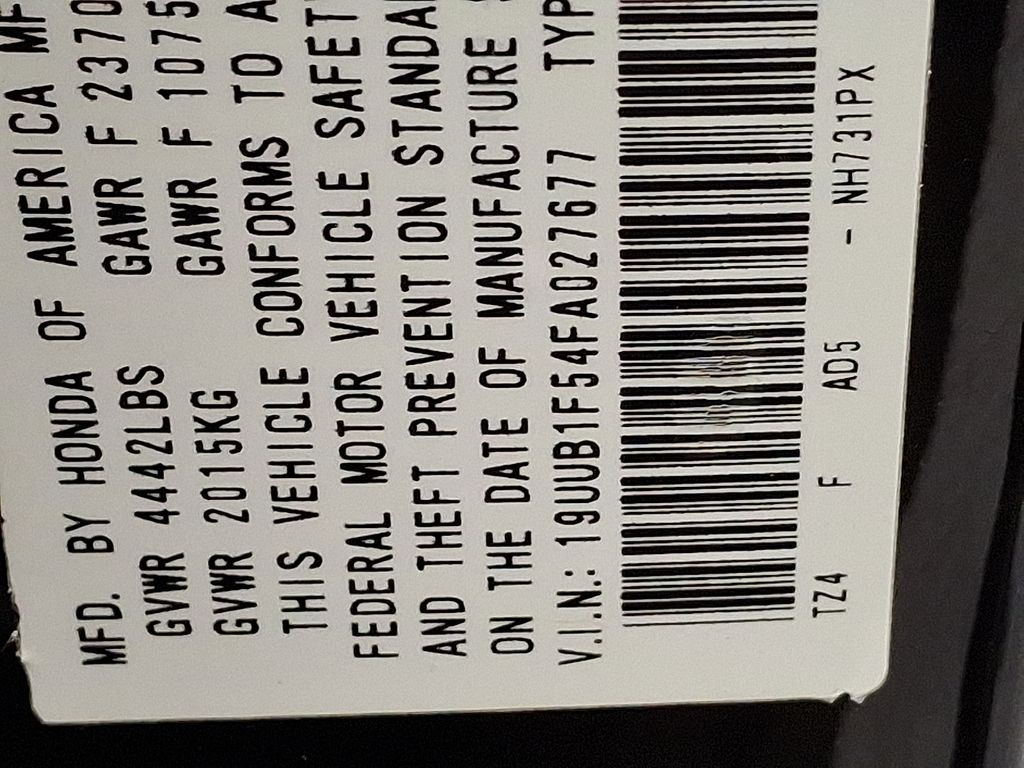 MFD. BY HONDA OF AMERICA MF
GVWR 4442LBS GAWR F 2370
GVWR 2015KG GAWR F 1075
THIS VEHICLE CONFORMS TO A
FEDERAL MOTOR VEHICLE SAFET
AND THEFT PREVENTION STANDA
ON THE DATE OF MANUFACTURE
V.I.N.: 19UUB1F54FA027677 TYP
TZ4 F AD5 - NH731PX